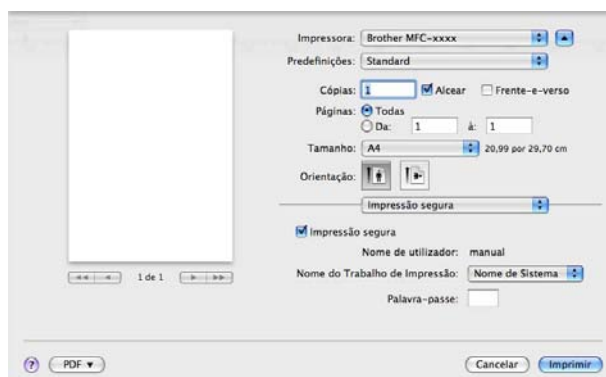 Impressora: Brother MFC-xxxx
Predefinições: Standard
Cópias: 1 Alcear Frente-e-verso
Páginas: Todas
Da: 1 à: 1
Tamanho: A4 20,99 por 29,70 cm
Orientação:
Impressão segura
Impressão segura
Nome de utilizador: manual
Nome do Trabalho de Impressão: Nome de Sistema
Palavra-passe:
1 de 1
? PDF ▼ Cancelar Imprimir